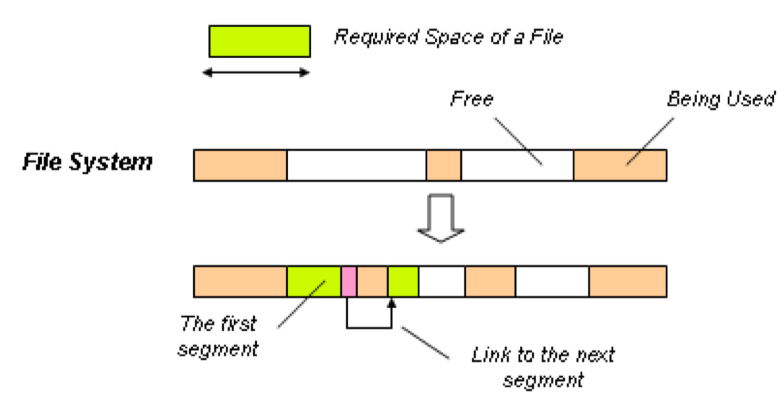 Required Space of a File
Free
Being Used
File System
The first
segment
Link to the next
segment